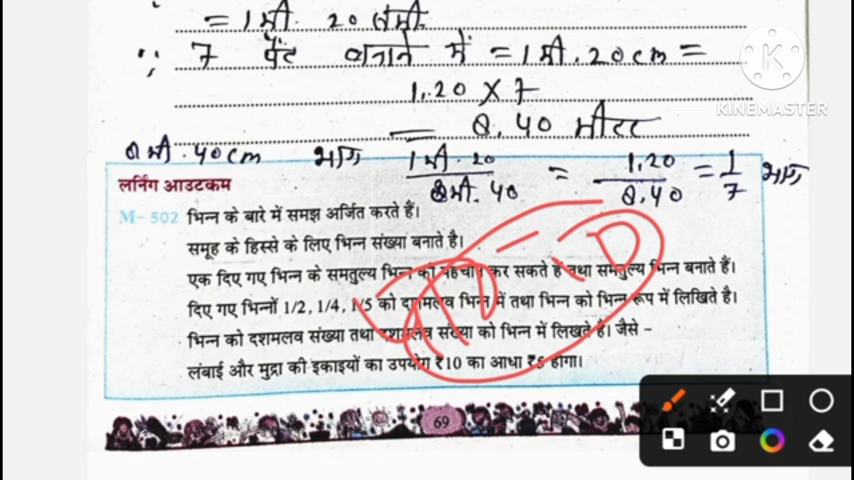 = 1 मी. 20 सेमी.
∵ 7 पेंट बनाने में = 1 मी. 20 cm =
1.20 × 7
= 8.40 मीटर
8 मी. 40 cm भाग 1 मी. 20 / 8 मी. 40 = 1.20 / 8.40 = 1/7 भाग
KINEMASTER
लर्निंग आउटकम
M- 502 भिन्न के बारे में समझ अर्जित करते हैं।
समूह के हिस्से के लिए भिन्न संख्या बनाते है।
एक दिए गए भिन्न के समतुल्य भिन्न की पहचान कर सकते हैं तथा समतुल्य भिन्न बनाते हैं।
दिए गए भिन्नों 1/2, 1/4, 1/5 को दशमलव भिन्न में तथा भिन्न को भिन्न रूप में लिखिते है।
भिन्न को दशमलव संख्या तथा दशमलव संख्या को भिन्न में लिखते हैं। जैसे –
लंबाई और मुद्रा की इकाइयों का उपयोग ₹10 का आधा ₹5 होगा।
69